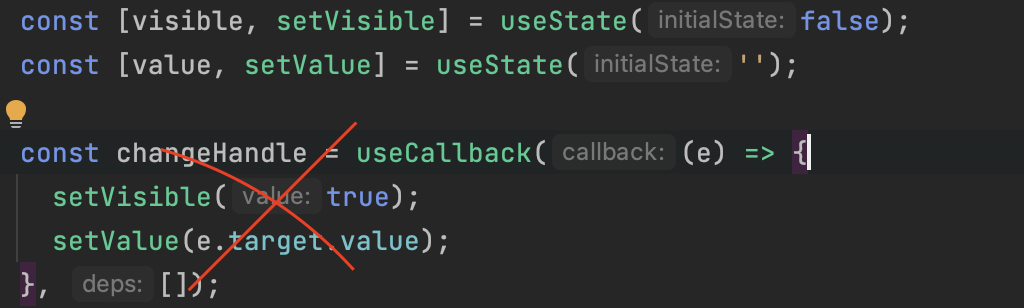 const [visible, setVisible] = useState( initialState: false);
const [value, setValue] = useState( initialState: '');
const changeHandle = useCallback( callback: (e) => {
setVisible( value: true);
setValue(e.target.value);
}, deps: []);